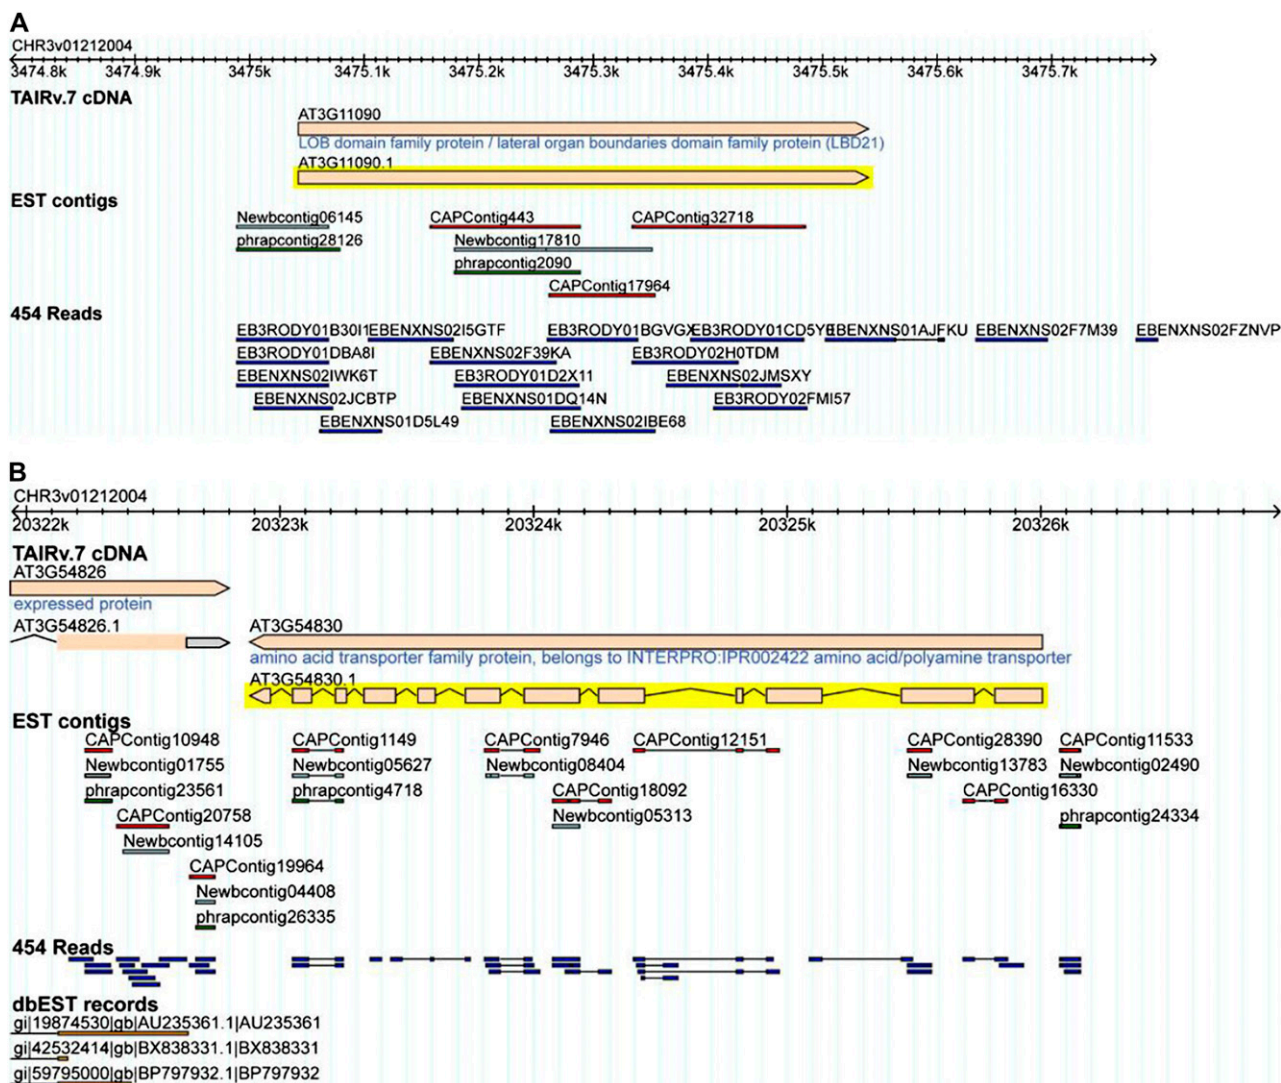 A
CHR3v01212004
3474.8k 3474.9k 3475k 3475.1k 3475.2k 3475.3k 3475.4k 3475.5k 3475.6k 3475.7k
TAIRv.7 cDNA
AT3G11090
LOB domain family protein / lateral organ boundaries domain family protein (LBD21)
AT3G11090.1
EST contigs
Newbcontig06145 CAPContig443 CAPContig32718
phrapcontig28126 Newbcontig17810
phrapcontig2090
CAPContig17964
454 Reads
EB3RODY01B30I1 EBENXNS02I5GTF EB3RODY01BGVGX EB3RODY01CD5Y6 EBENXNS01AJFKU EBENXNS02F7M39 EBENXNS02FZNVP
EB3RODY01DBA8I EBENXNS02F39KA EB3RODY02H0TDM
EBENXNS02IWK6T EB3RODY01D2X11 EBENXNS02JMSXY
EBENXNS02JCBTP EBENXNS01DQ14N EB3RODY02FMI57
EBENXNS01D5L49 EBENXNS02IBE68
B
CHR3v01212004
20322k 20323k 20324k 20325k 20326k
TAIRv.7 cDNA
AT3G54826
expressed protein
AT3G54826.1 AT3G54830
amino acid transporter family protein, belongs to INTERPRO:IPR002422 amino acid/polyamine transporter
AT3G54830.1
EST contigs
CAPContig10948 CAPContig1149 CAPContig7946 CAPContig12151 CAPContig28390 CAPContig11533
Newbcontig01755 Newbcontig05627 Newbcontig08404 Newbcontig13783 Newbcontig02490
phrapcontig23561 phrapcontig4718 CAPContig18092 CAPContig16330
CAPContig20758 Newbcontig05313 phrapcontig24334
Newbcontig14105
CAPContig19964
Newbcontig04408
phrapcontig26335
454 Reads
dbEST records
gi|19874530|gb|AU235361.1|AU235361
gi|42532414|gb|BX838331.1|BX838331
gi|59795000|gb|BP797932.1|BP797932